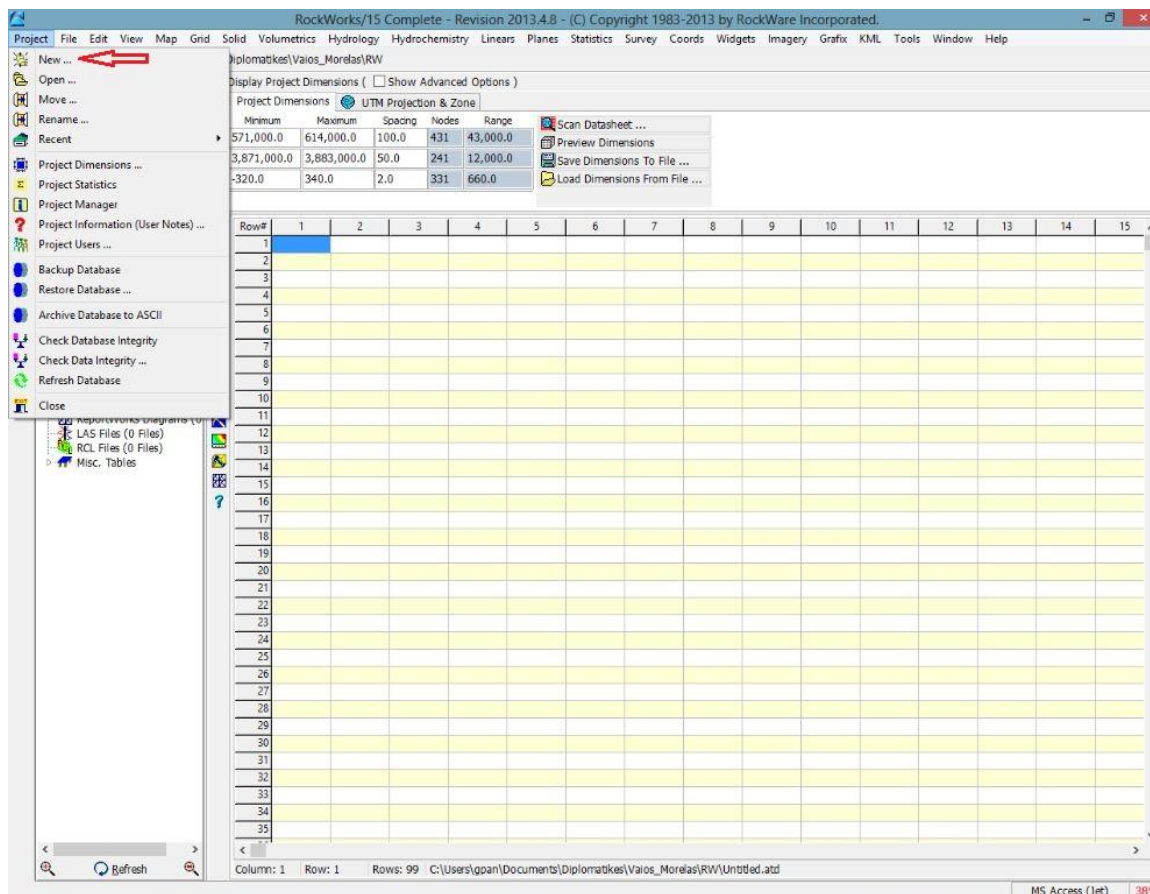 RockWorks/15 Complete - Revision 2013.4.8 - (C) Copyright 1983-2013 by RockWare Incorporated.
Project File Edit View Map Grid Solid Volumetrics Hydrology Hydrochemistry Linears Planes Statistics Survey Coords Widgets Imagery Grafix KML Tools Window Help
New ...
Open ...
Move ...
Rename ...
Recent
Project Dimensions ...
Project Statistics
Project Manager
Project Information (User Notes) ...
Project Users ...
Backup Database
Restore Database ...
Archive Database to ASCII
Check Database Integrity
Check Data Integrity ...
Refresh Database
Close
Diplomatikes\Vaios_Morelas\RW
Display Project Dimensions ( Show Advanced Options )
Project Dimensions UTM Projection & Zone
Minimum Maximum Spacing Nodes Range
571,000.0 614,000.0 100.0 431 43,000.0
3,871,000.0 3,883,000.0 50.0 241 12,000.0
-320.0 340.0 2.0 331 660.0
Scan Datasheet ...
Preview Dimensions
Save Dimensions To File ...
Load Dimensions From File ...
Row# 1 2 3 4 5 6 7 8 9 10 11 12 13 14 15
1
2
3
4
5
6
7
8
9
10
11
12
13
14
15
16
17
18
19
20
21
22
23
24
25
26
27
28
29
30
31
32
33
34
35
ReportWorks Diagrams (0
LAS Files (0 Files)
RCL Files (0 Files)
Misc. Tables
Refresh
Column: 1 Row: 1 Rows: 99 C:\Users\gpan\Documents\Diplomatikes\Vaios_Morelas\RW\Untitled.atd
MS Access (Jet)